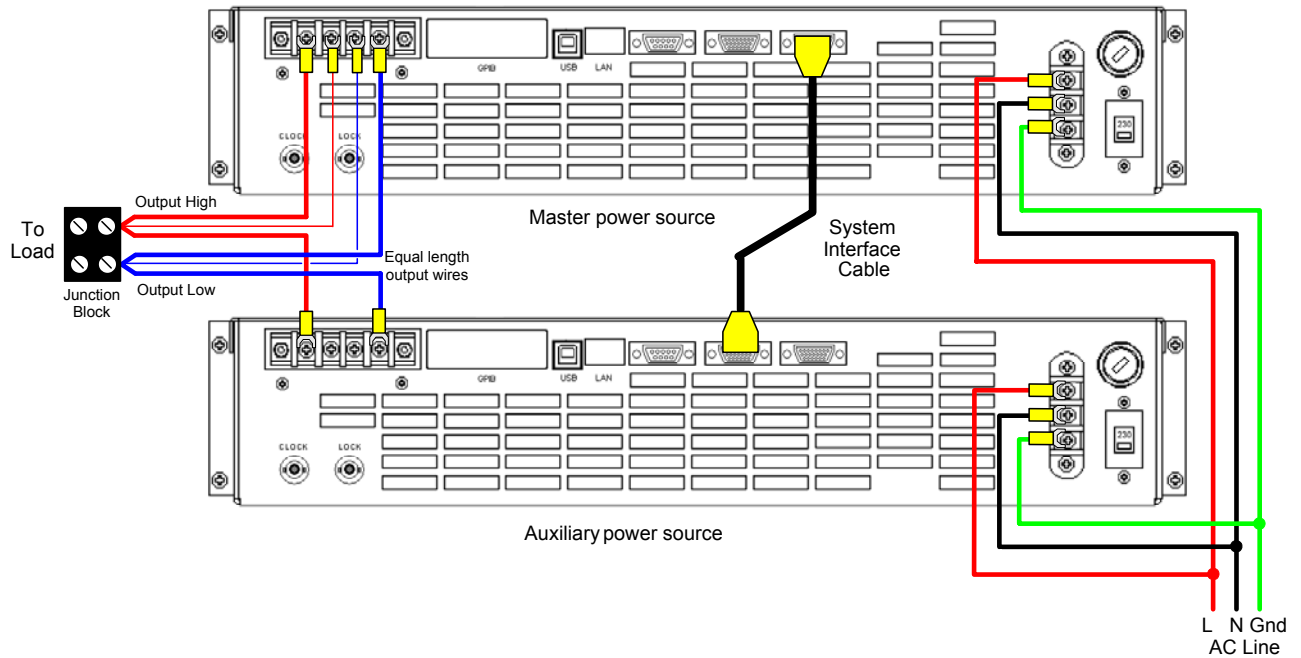 GPIB
USB
LAN
CLOCK
LOCK
230
Output High
To
Load
Master power source
System
Interface
Cable
Equal length
output wires
Output Low
Junction
Block
GPIB
USB
LAN
CLOCK
LOCK
230
Auxiliary power source
L N Gnd
AC Line